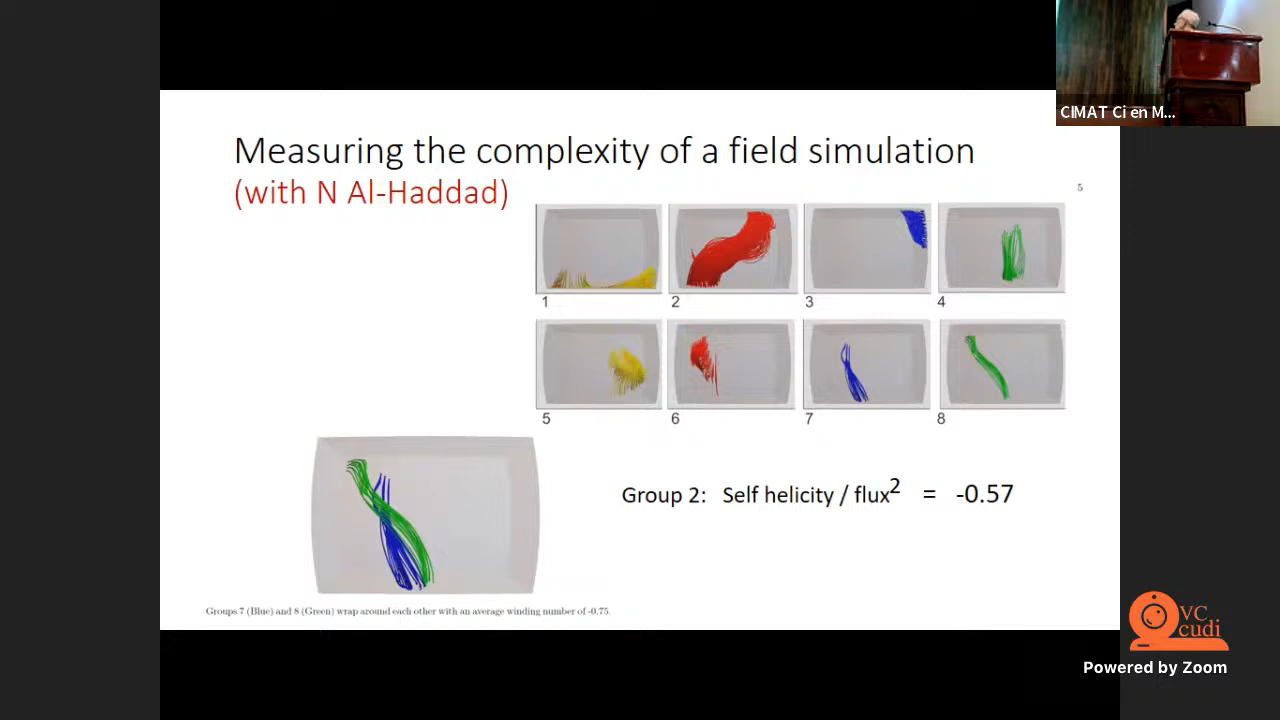 CIMAT Ci en M...
Measuring the complexity of a field simulation
(with N Al-Haddad)
5
1
2
3
4
5
6
7
8
Group 2: Self helicity / flux2 = -0.57
Groups 7 (Blue) and 8 (Green) wrap around each other with an average winding number of -0.75.
VC
cudi
Powered by Zoom